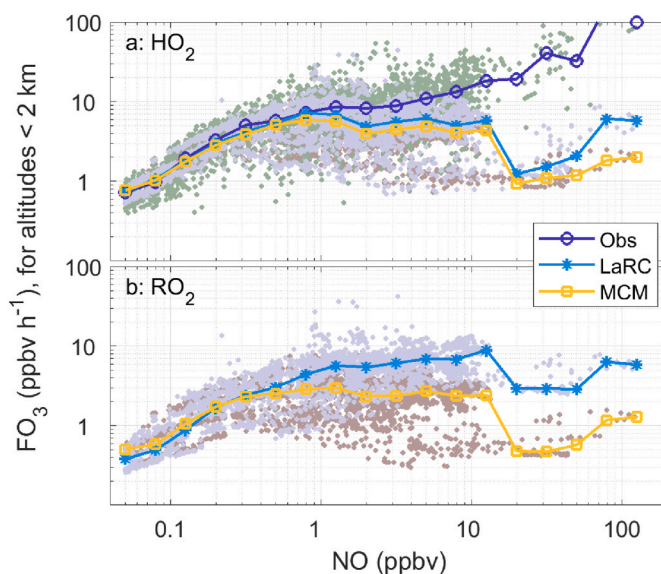 a: HO₂
100
10
1
Obs
LaRC
MCM
b: RO₂
100
10
1
FO₃ (ppbv h⁻¹), for altitudes < 2 km
0.1 1 10 100
NO (ppbv)